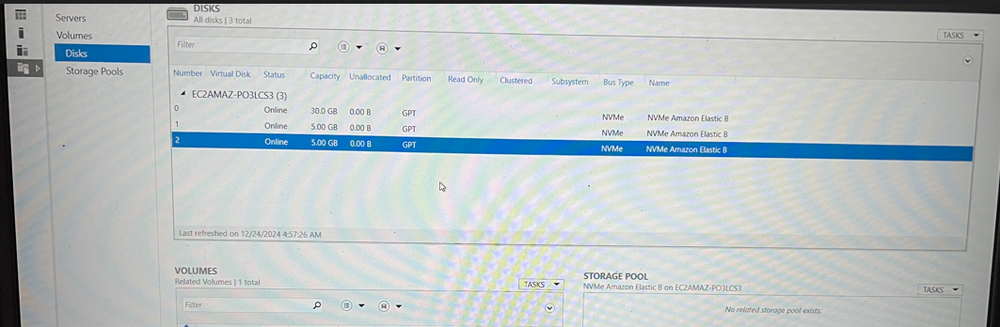 Servers
Volumes
Disks
Storage Pools
DISKS
All disks | 3 total
TASKS
Filter
Number Virtual Disk Status Capacity Unallocated Partition Read Only Clustered Subsystem Bus Type Name
EC2AMAZ-PO3LCS3 (3)
0 Online 30.0 GB 0.00 B GPT NVMe NVMe Amazon Elastic B
1 Online 5.00 GB 0.00 B GPT NVMe NVMe Amazon Elastic B
2 Online 5.00 GB 0.00 B GPT NVMe NVMe Amazon Elastic B
Last refreshed on 12/24/2024 4:57:26 AM
VOLUMES
Related Volumes | 1 total
TASKS
Filter
STORAGE POOL
NVMe Amazon Elastic B on EC2AMAZ-PO3LCS3
TASKS
No related storage pool exists.